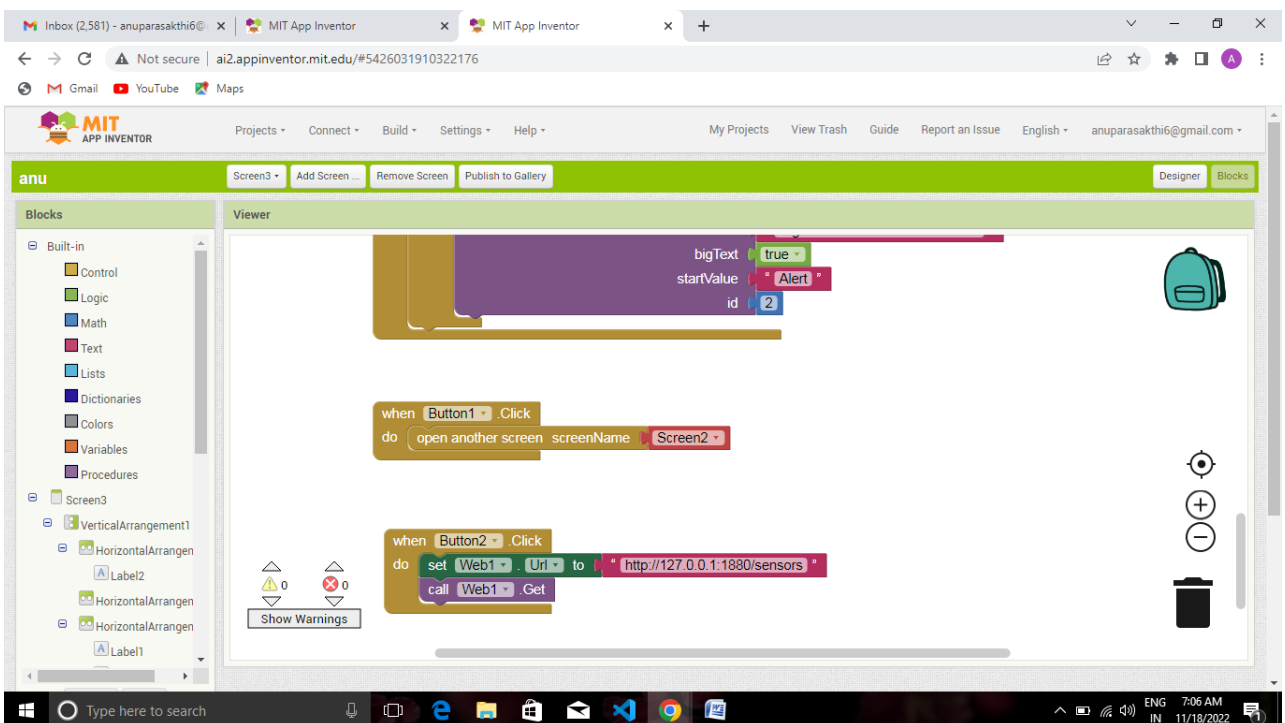 Inbox (2,581) - anuparasakthi6@
MIT App Inventor
MIT App Inventor
Not secure ai2.appinventor.mit.edu/#5426031910322176
A
Gmail YouTube Maps
MIT
APP INVENTOR
Projects Connect Build Settings Help My Projects View Trash Guide Report an Issue English anuparasakthi6@gmail.com
anu Screen3 Add Screen ... Remove Screen Publish to Gallery Designer Blocks
Blocks
Viewer
Built-in
Control
Logic
Math
Text
Lists
Dictionaries
Colors
Variables
Procedures
Screen3
VerticalArrangement1
HorizontalArrangen
A Label2
HorizontalArrangen
HorizontalArrangen
A Label1
bigText true
startValue " Alert "
id 2
when Button1 .Click
do open another screen screenName Screen2
when Button2 .Click
do set Web1 . Url to " http://127.0.0.1:1880/sensors "
call Web1 .Get
0 0
Show Warnings
Type here to search
ENG 7:06 AM
IN 11/18/2022